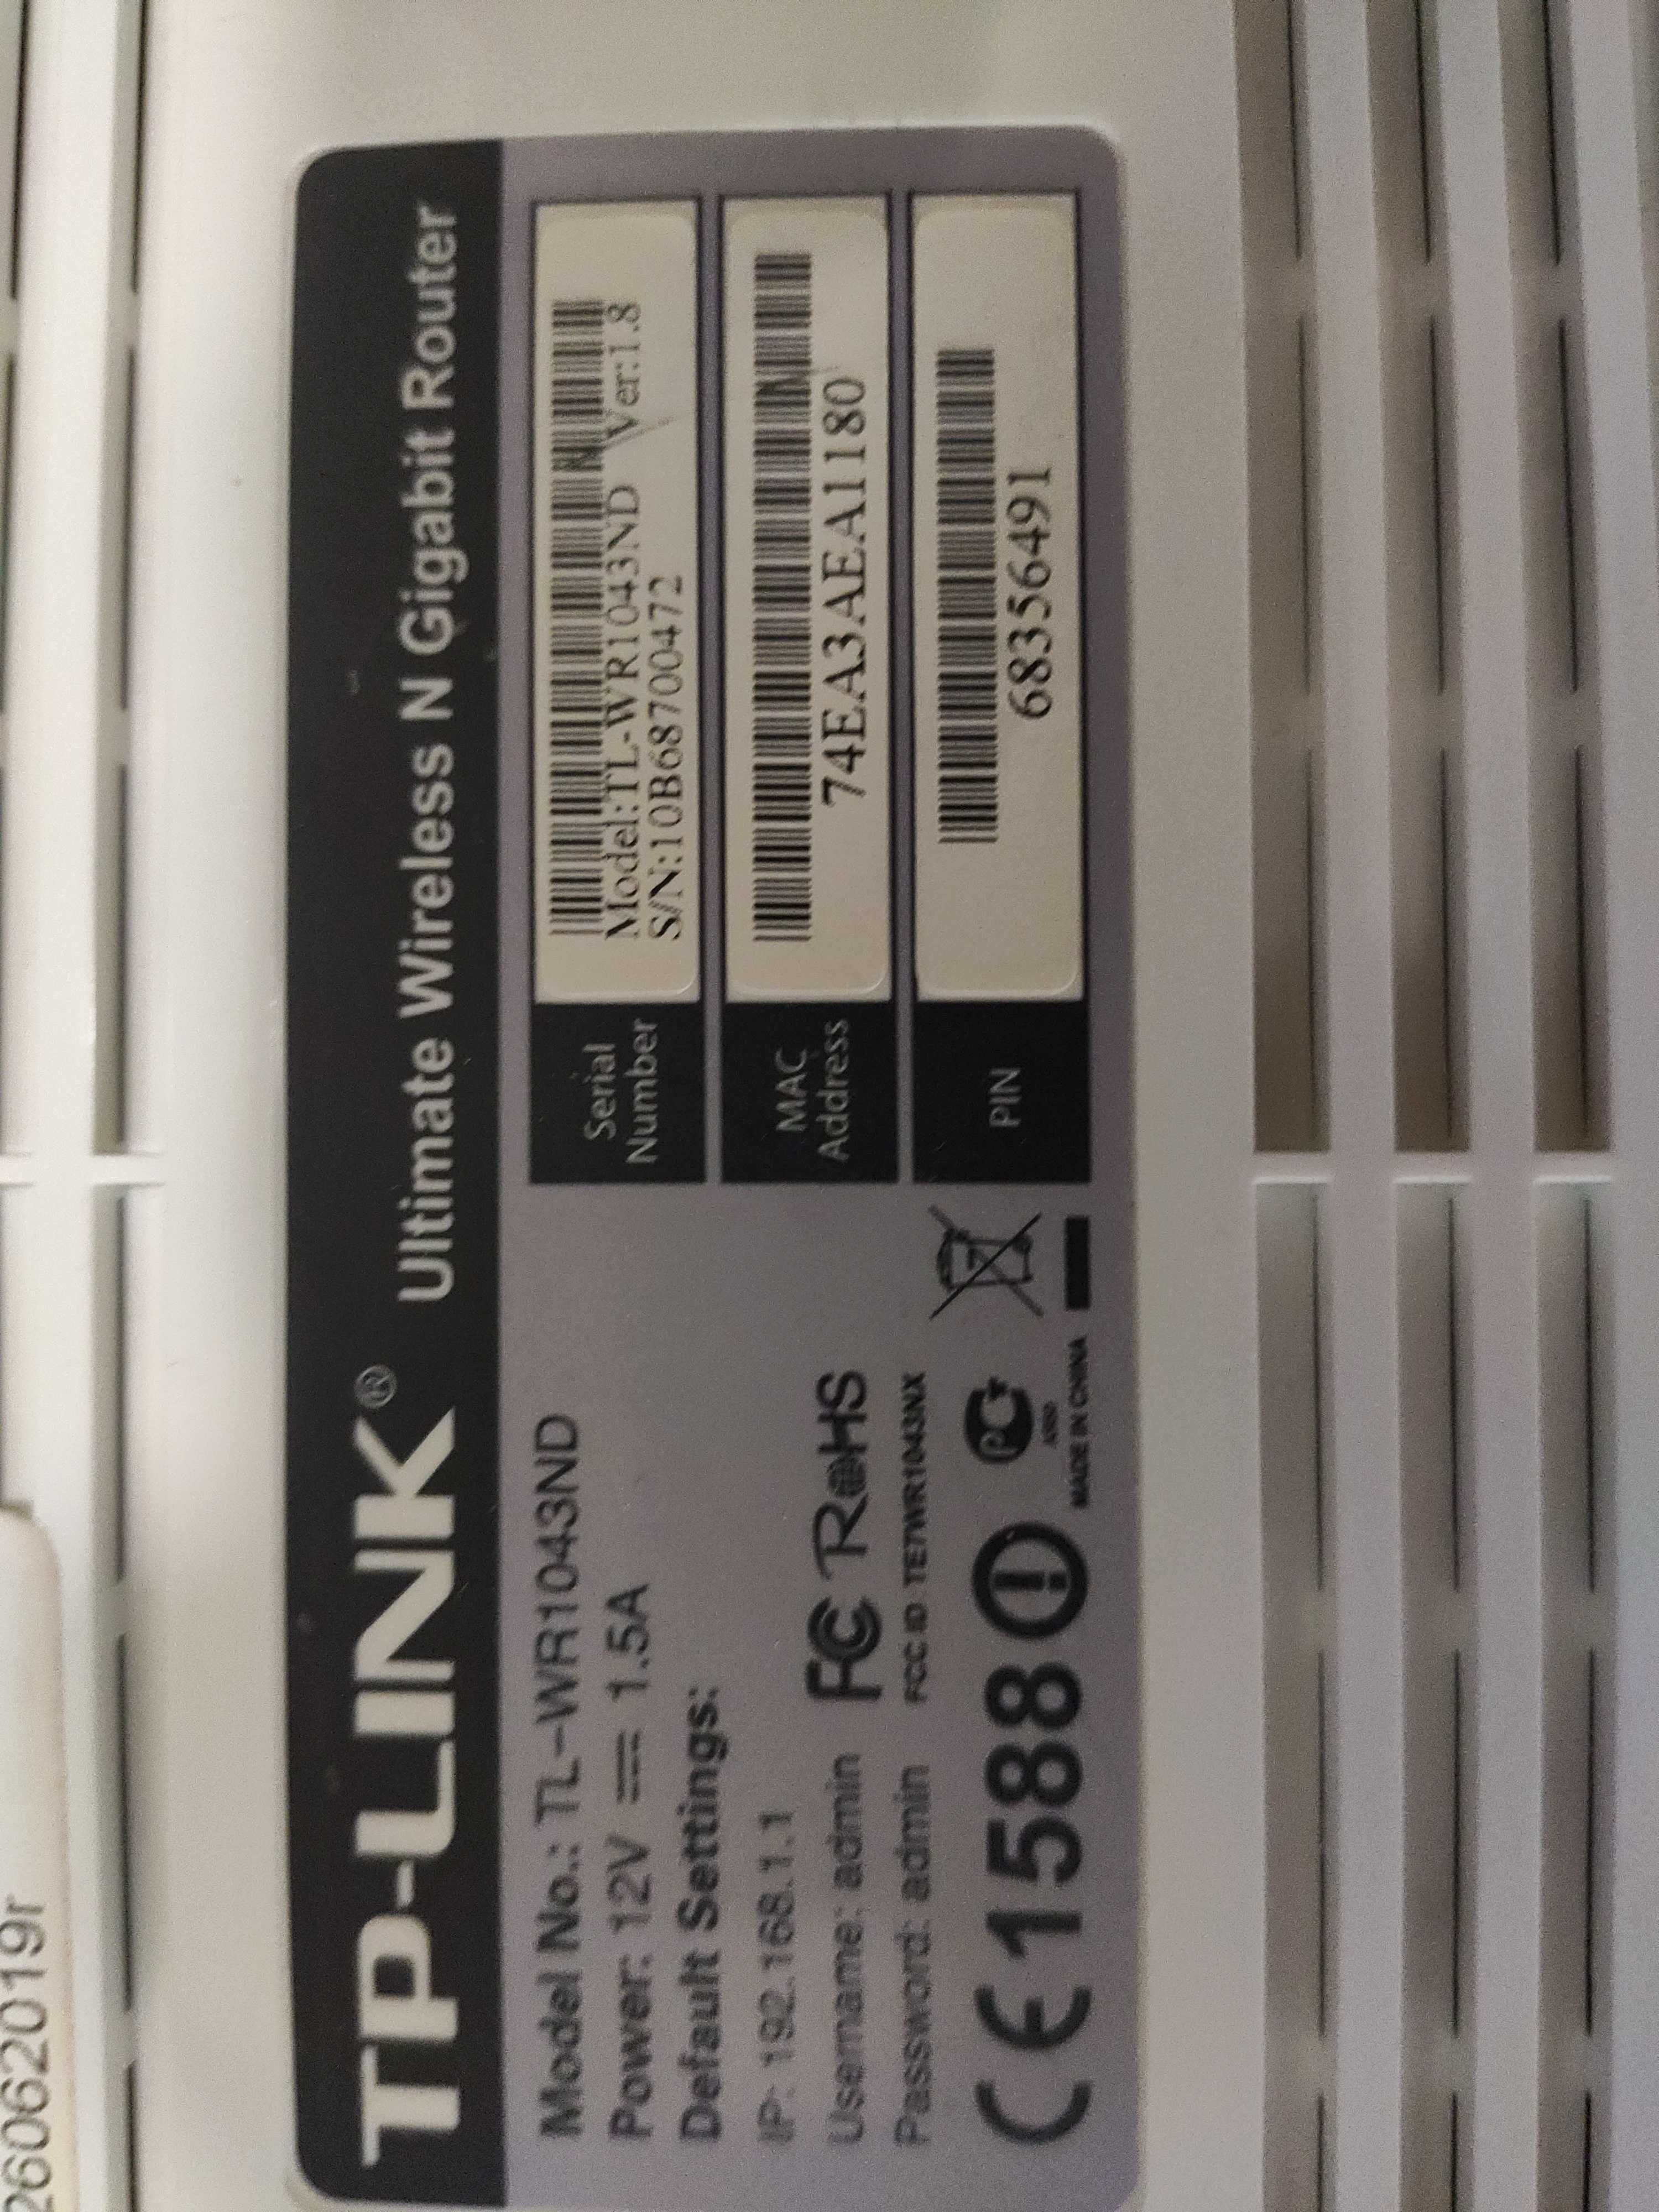 26062019r
TP-LINK® Ultimate Wireless N Gigabit Router
Model No.: TL-WR1043ND
Power: 12V ⎓ 1.5A
Default Settings:
IP: 192.168.1.1
Username: admin
Password: admin
FC RoHS
FCC ID TE7WR1043NX
CE1588
PCT
MADE IN CHINA
Serial
Number
Model:TL-WR1043ND Ver:1.8
S/N:10B68700472
MAC
Address
74EA3AEA1180
PIN
68356491